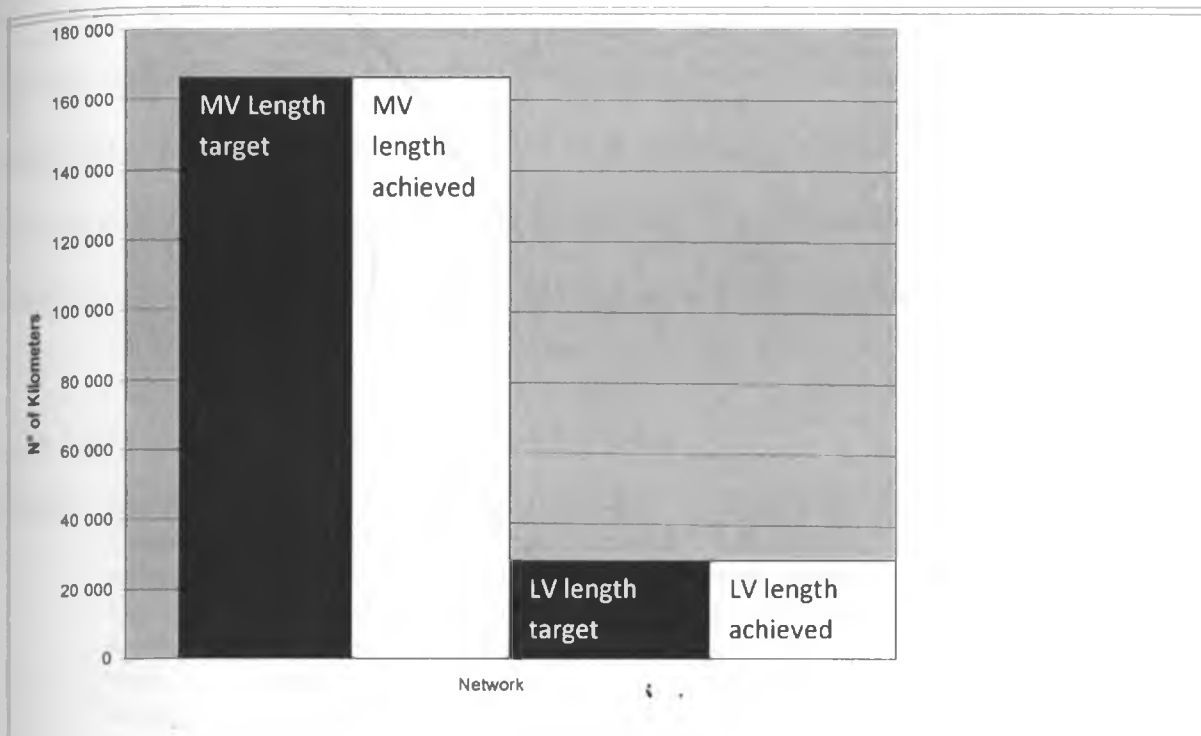 180 000
160 000
140 000
120 000
100 000
80 000
60 000
40 000
20 000
0
N° of Kilometers
MV Length
target
MV
length
achieved
LV length
target
LV length
achieved
Network